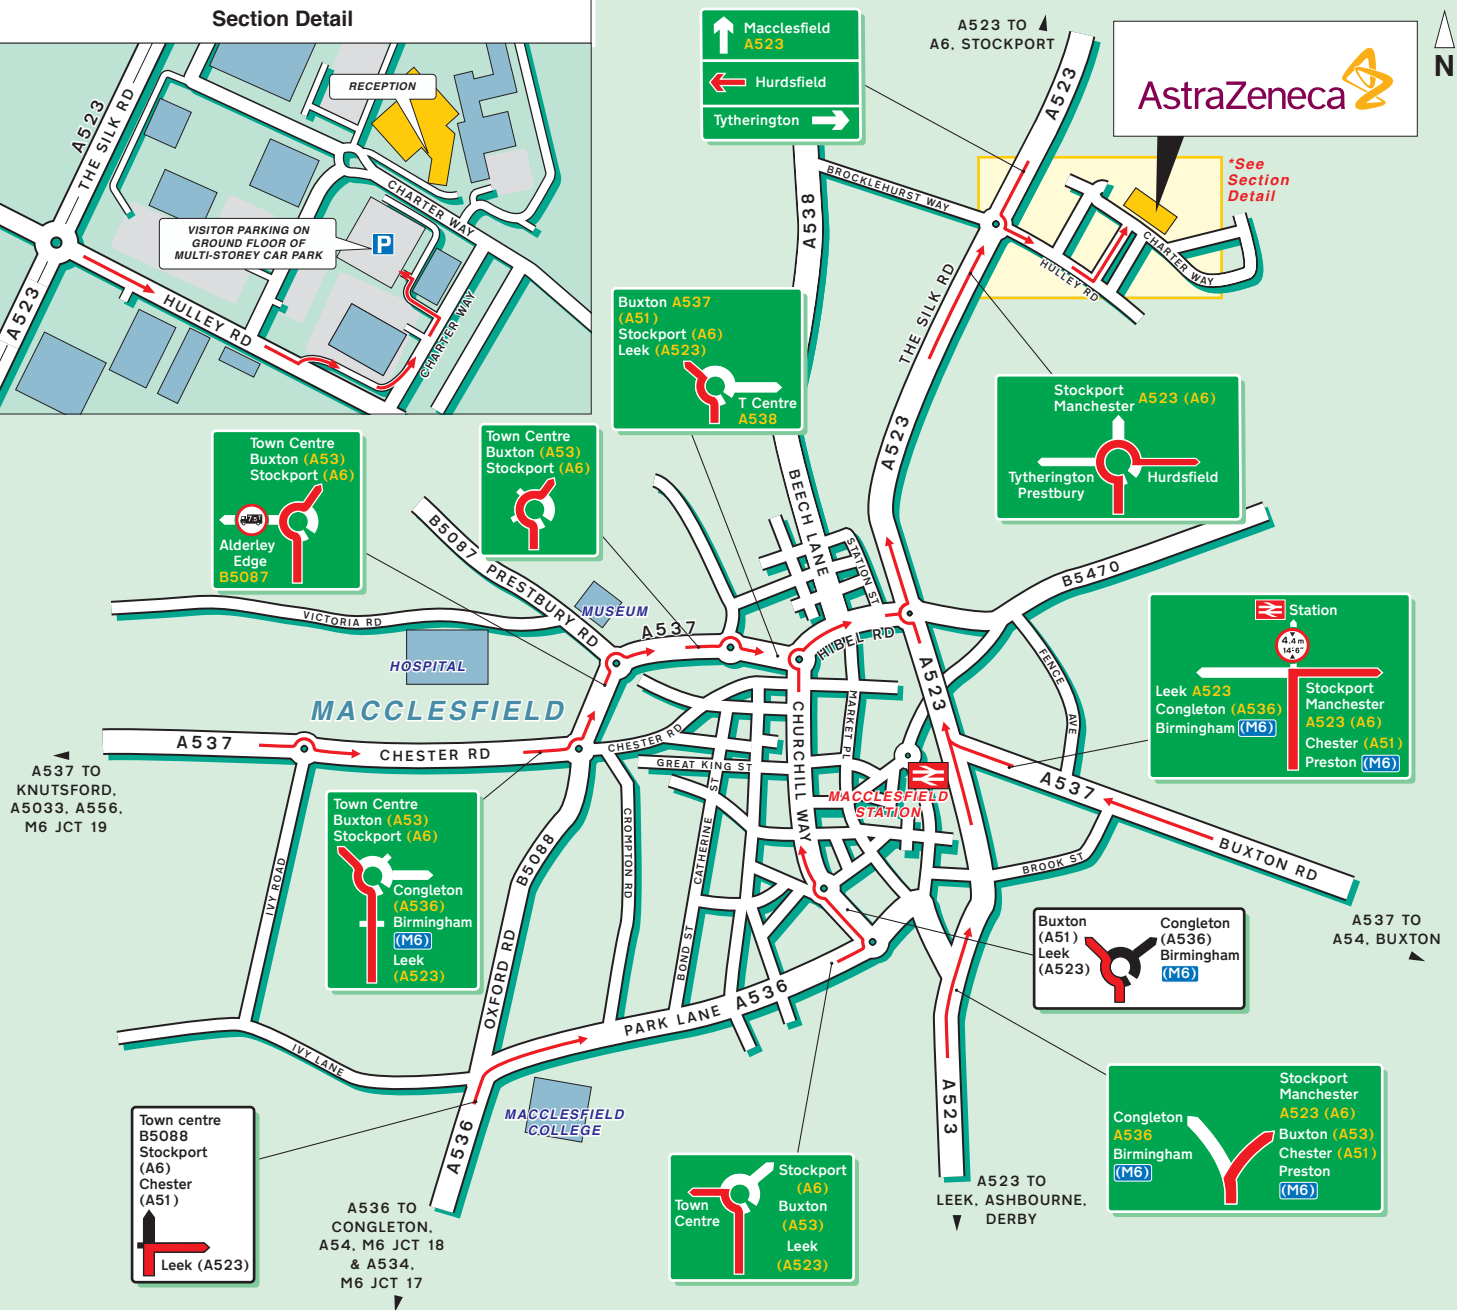 Section Detail
A523
THE SILK RD
RECEPTION
CHARTER WAY
VISITOR PARKING ON
GROUND FLOOR OF
MULTI-STOREY CAR PARK
P
HULLEY RD
A523
CHARTER WAY
Macclesfield
A523
Hurdsfield
Tytherington
A523 TO
A6, STOCKPORT
A523
AstraZeneca
N
*See
Section
Detail
BROCKLEHURST WAY
A538
CHARTER WAY
HULLEY RD
THE SILK RD
A523
Buxton A537
(A51)
Stockport (A6)
Leek (A523)
T Centre
A538
Stockport
Manchester A523 (A6)
Tytherington
Prestbury
Hurdsfield
Town Centre
Buxton (A53)
Stockport (A6)
Alderley
Edge
B5087
Town Centre
Buxton (A53)
Stockport (A6)
BEECH LANE
STATION ST
B5470
B5087
PRESTBURY RD
MUSEUM
VICTORIA RD
HOSPITAL
A537
HIBEL RD
A523
FENCE
AVE
Station
4.4m
14'6"
Leek A523
Congleton (A536)
Birmingham (M6)
Stockport
Manchester
A523 (A6)
Chester (A51)
Preston (M6)
MACCLESFIELD
A537
CHESTER RD
CHESTER RD
GREAT KING ST
MARKET PL
CHURCHILL WAY
MACCLESFIELD
STATION
A537
BUXTON RD
BROOK ST
A537 TO
KNUTSFORD,
A5033, A556,
M6 JCT 19
Town Centre
Buxton (A53)
Stockport (A6)
Congleton
(A536)
Birmingham
(M6)
Leek
(A523)
IVY ROAD
B5088
OXFORD RD
CROMPTON RD
CATHERINE
ST
BOND ST
A537 TO
A54, BUXTON
Buxton
(A51)
Leek
(A523)
Congleton
(A536)
Birmingham
(M6)
PARK LANE
A536
IVY LANE
MACCLESFIELD
COLLEGE
A536
A523
Town centre
B5088
Stockport
(A6)
Chester
(A51)
Leek (A523)
A536 TO
CONGLETON,
A54, M6 JCT 18
& A534,
M6 JCT 17
Stockport
(A6)
Buxton
(A53)
Leek
(A523)
Town
Centre
A523 TO
LEEK, ASHBOURNE,
DERBY
Congleton
A536
Birmingham
(M6)
Stockport
Manchester
A523 (A6)
Buxton (A53)
Chester (A51)
Preston
(M6)